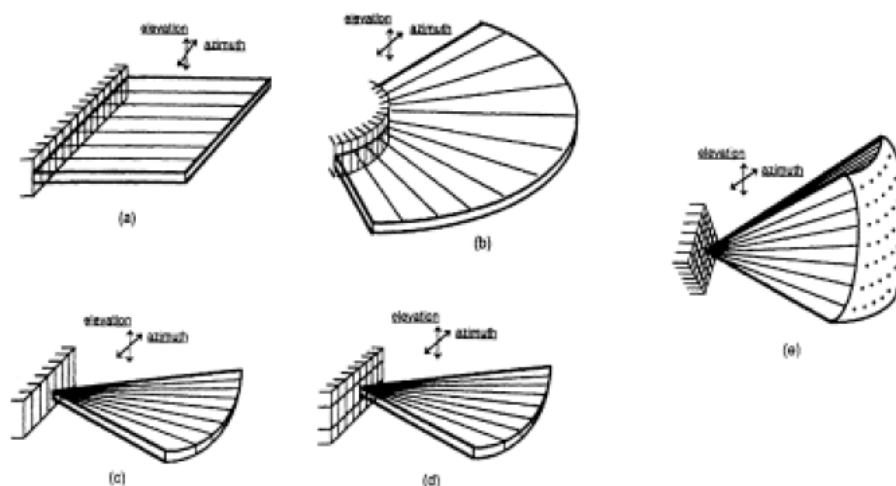 elevation
azimuth
(a)
elevation
azimuth
(b)
elevation
azimuth
(c)
elevation
azimuth
(d)
elevation
azimuth
(e)